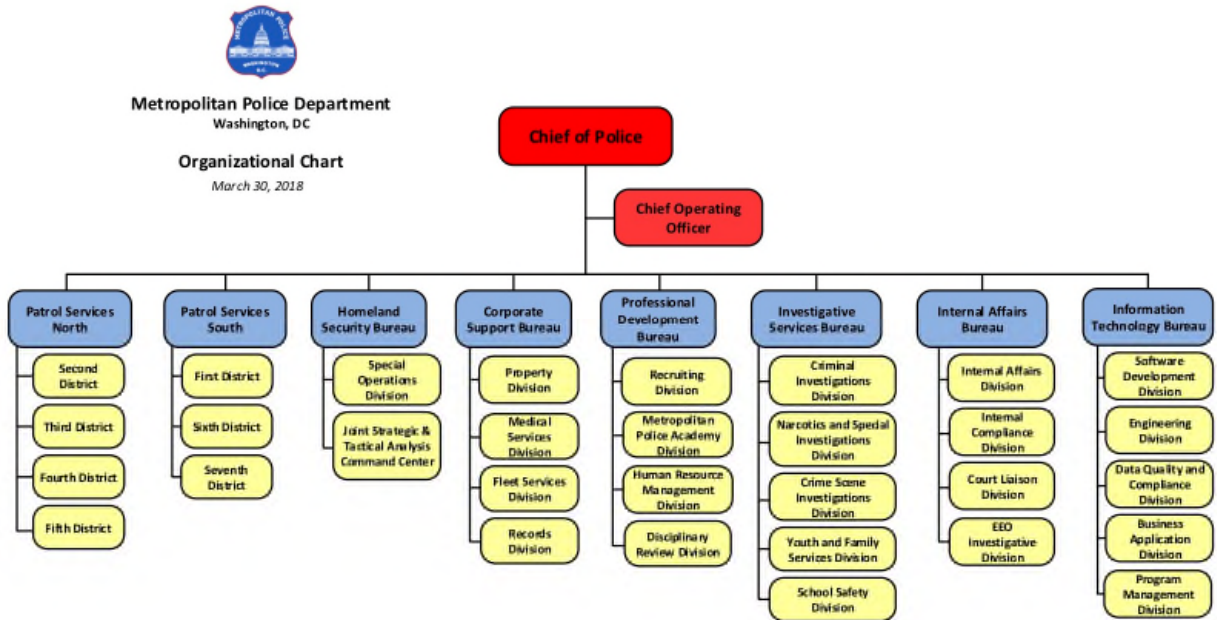 METROPOLITAN POLICE
WASHINGTON
D.C.
Metropolitan Police Department
Washington, DC
Organizational Chart
March 30, 2018
Chief of Police
Chief Operating
Officer
Patrol Services
North
Second
District
Third District
Fourth District
Fifth District
Patrol Services
South
First District
Sixth District
Seventh
District
Homeland
Security Bureau
Special
Operations
Division
Joint Strategic &
Tactical Analysis
Command Center
Corporate
Support Bureau
Property
Division
Medical
Services
Division
Fleet Services
Division
Records
Division
Professional
Development
Bureau
Recruiting
Division
Metropolitan
Police Academy
Division
Human Resource
Management
Division
Disciplinary
Review Division
Investigative
Services Bureau
Criminal
Investigations
Division
Narcotics and Special
Investigations
Division
Crime Scene
Investigations
Division
Youth and Family
Services Division
School Safety
Division
Internal Affairs
Bureau
Internal Affairs
Division
Internal
Compliance
Division
Court Liaison
Division
EEO
Investigative
Division
Information
Technology Bureau
Software
Development
Division
Engineering
Division
Data Quality and
Compliance
Division
Business
Application
Division
Program
Management
Division